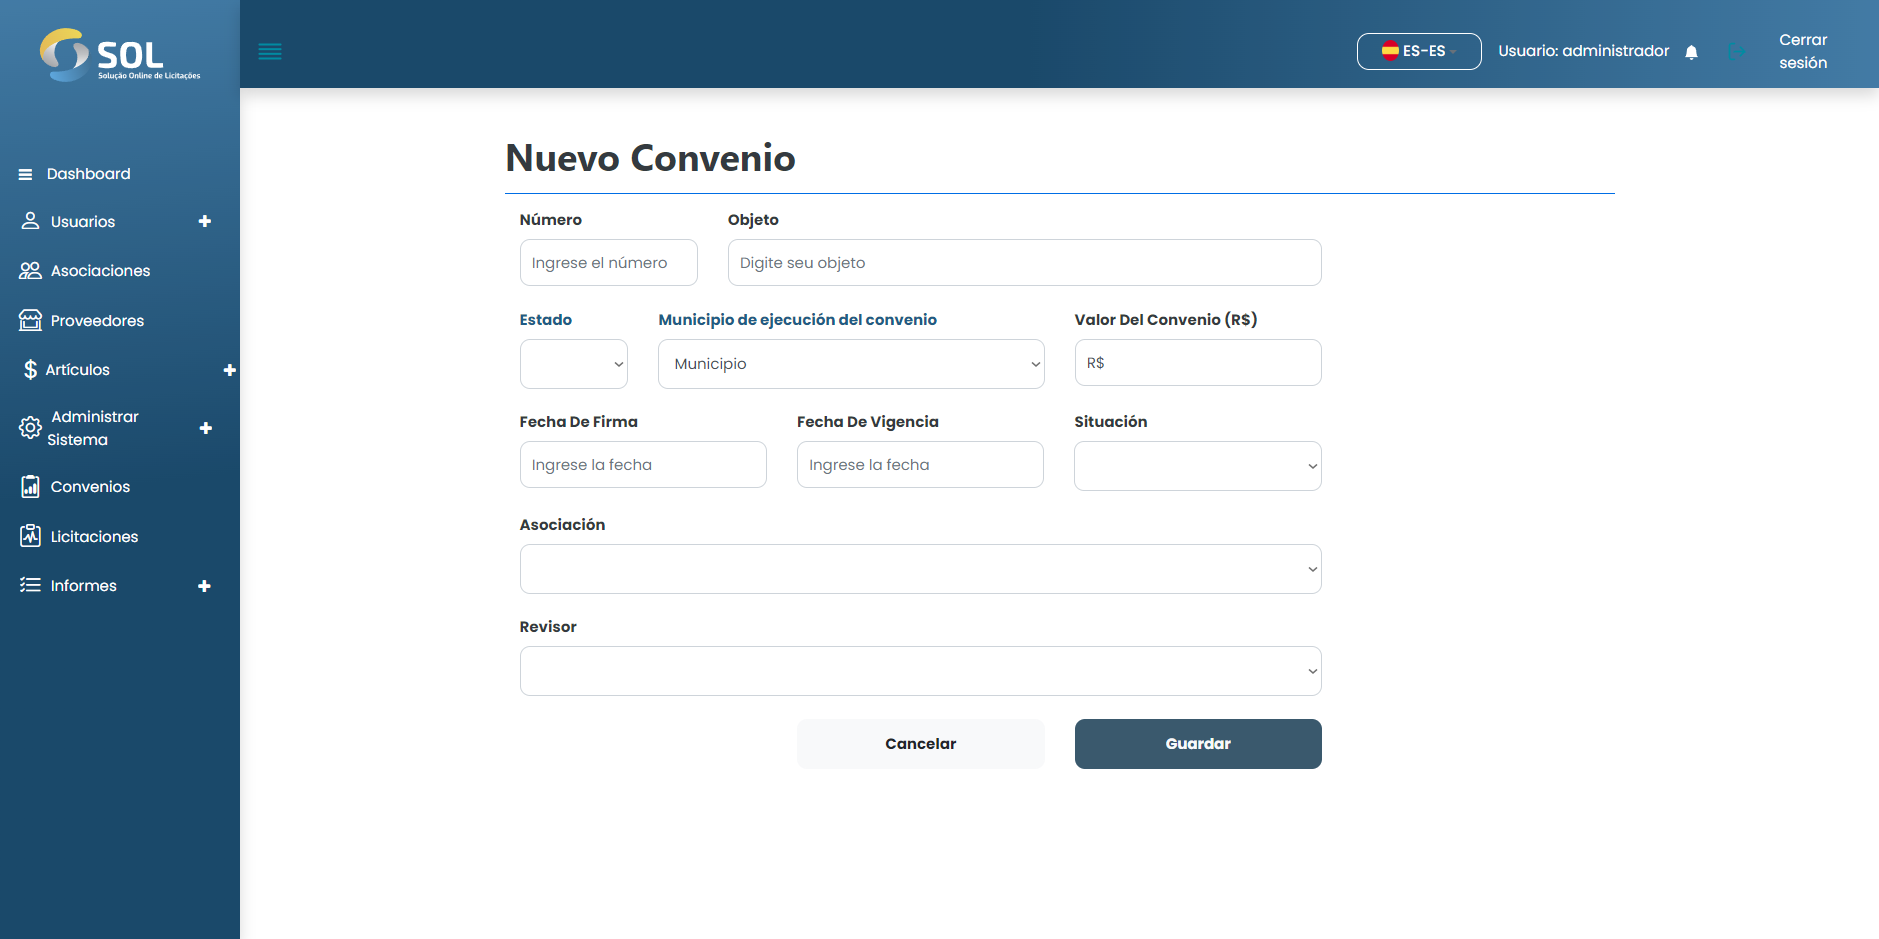 SOL
Solução Online de Licitações
ES-ES
Usuario: administrador
Cerrar
sesión
Dashboard
Usuarios
Asociaciones
Proveedores
Artículos
Administrar
Sistema
Convenios
Licitaciones
Informes
Nuevo Convenio
Número
Objeto
Ingrese el número
Digite seu objeto
Estado
Municipio de ejecución del convenio
Valor Del Convenio (R$)
Municipio
R$
Fecha De Firma
Fecha De Vigencia
Situación
Ingrese la fecha
Ingrese la fecha
Asociación
Revisor
Cancelar
Guardar